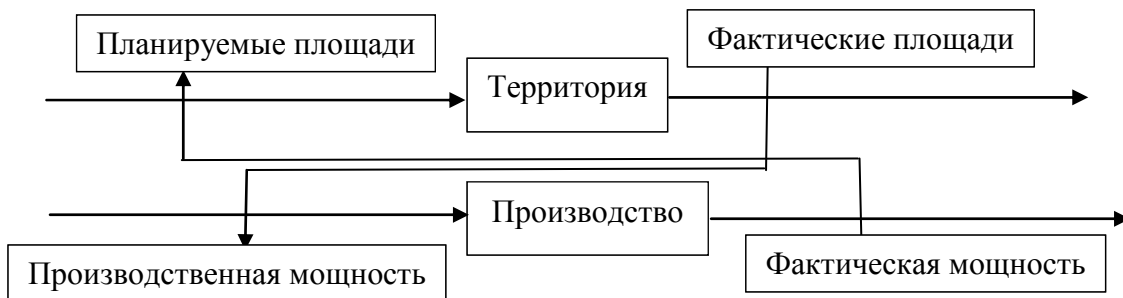 Планируемые площади
Фактические площади
Территория
Производство
Производственная мощность
Фактическая мощность